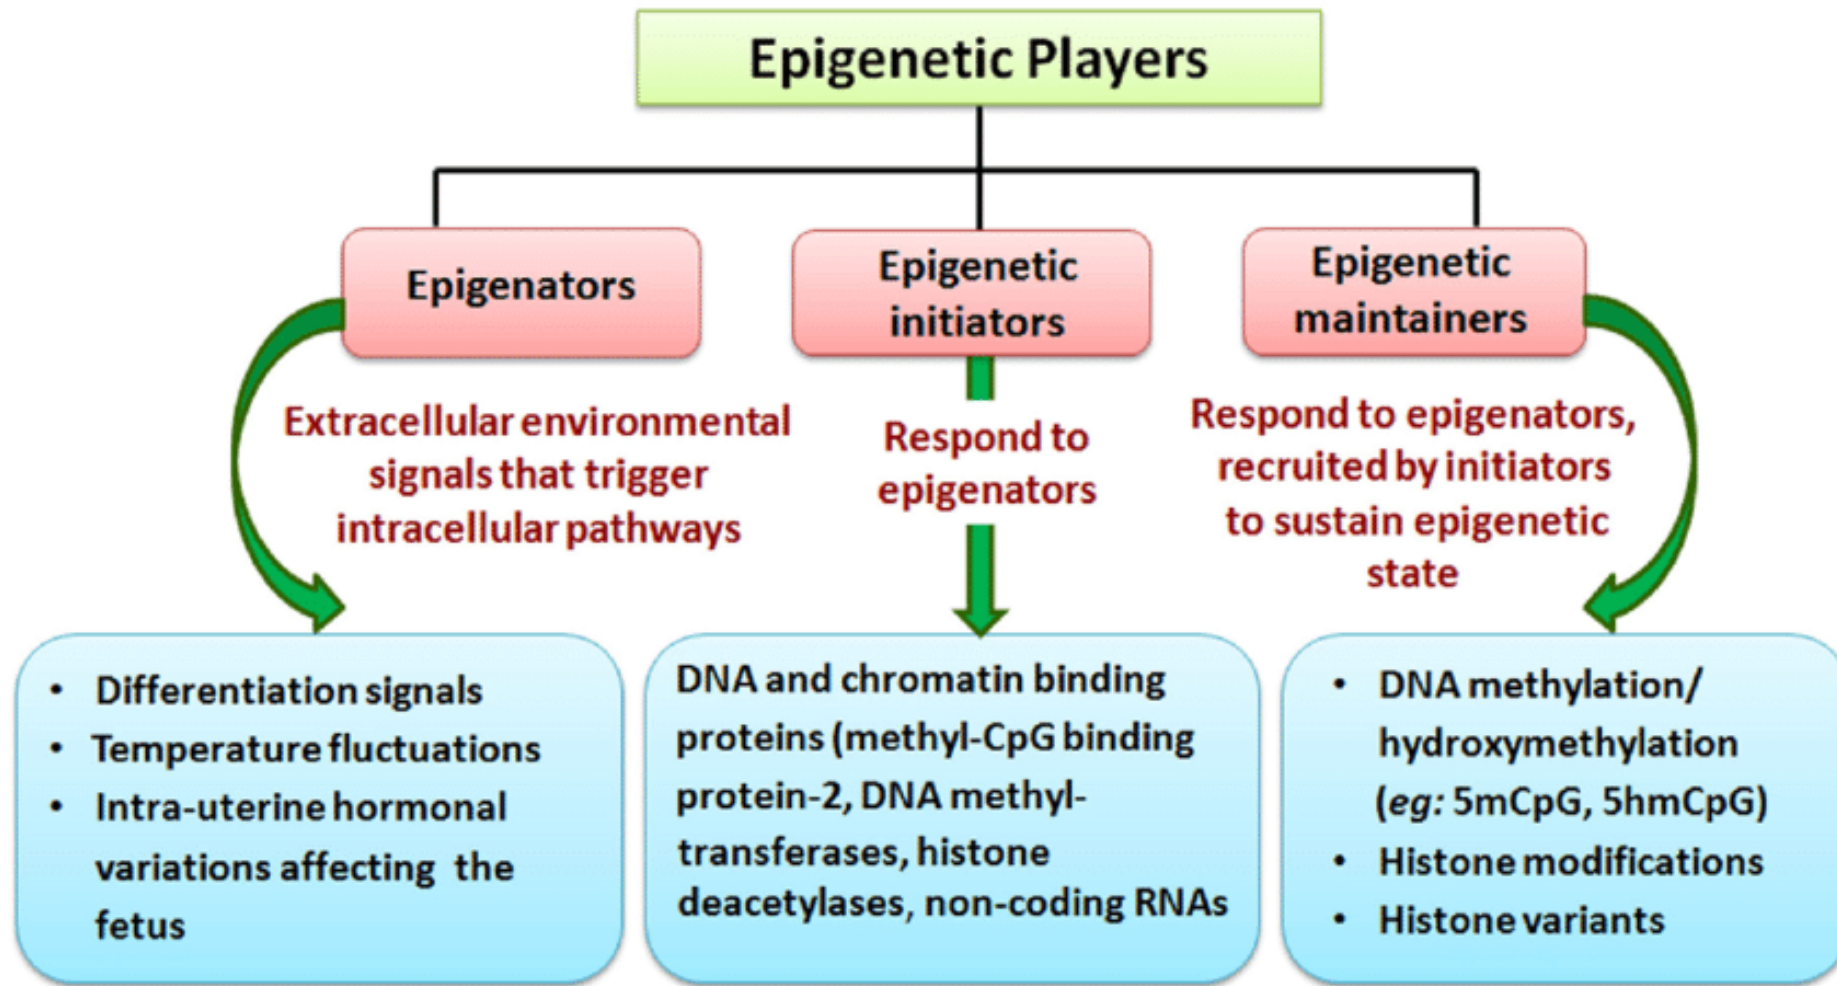 Epigenetic Players
Epigenators
Epigenetic
initiators
Epigenetic
maintainers
Extracellular environmental
signals that trigger
intracellular pathways
Respond to
epigenators
Respond to epigenators,
recruited by initiators
to sustain epigenetic
state
• Differentiation signals
• Temperature fluctuations
• Intra-uterine hormonal
variations affecting the
fetus
DNA and chromatin binding
proteins (methyl-CpG binding
protein-2, DNA methyl-
transferases, histone
deacetylases, non-coding RNAs
• DNA methylation/
hydroxymethylation
(eg: 5mCpG, 5hmCpG)
• Histone modifications
• Histone variants